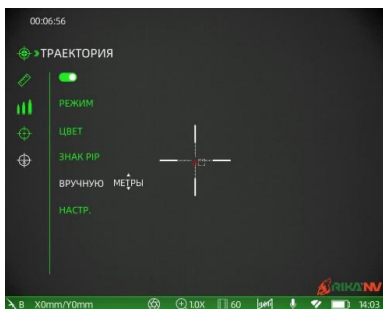 00:06:56
ТРАЕКТОРИЯ
РЕЖИМ
ЦВЕТ
ЗНАК PIP
ВРУЧНУЮ МЕТРЫ
НАСТР.
RIKANV
B X0mm/Y0mm 1.0X 60 14:03